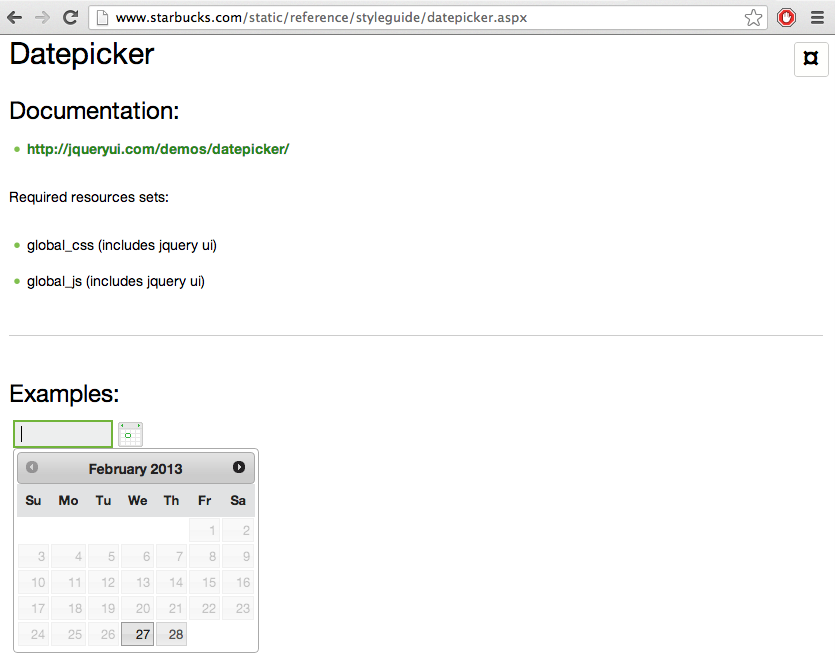 www.starbucks.com/static/reference/styleguide/datepicker.aspx
Datepicker
Documentation:
http://jqueryui.com/demos/datepicker/
Required resources sets:
global_css (includes jquery ui)
global_js (includes jquery ui)
Examples:
February 2013
Su Mo Tu We Th Fr Sa
1 2
3 4 5 6 7 8 9
10 11 12 13 14 15 16
17 18 19 20 21 22 23
24 25 26 27 28